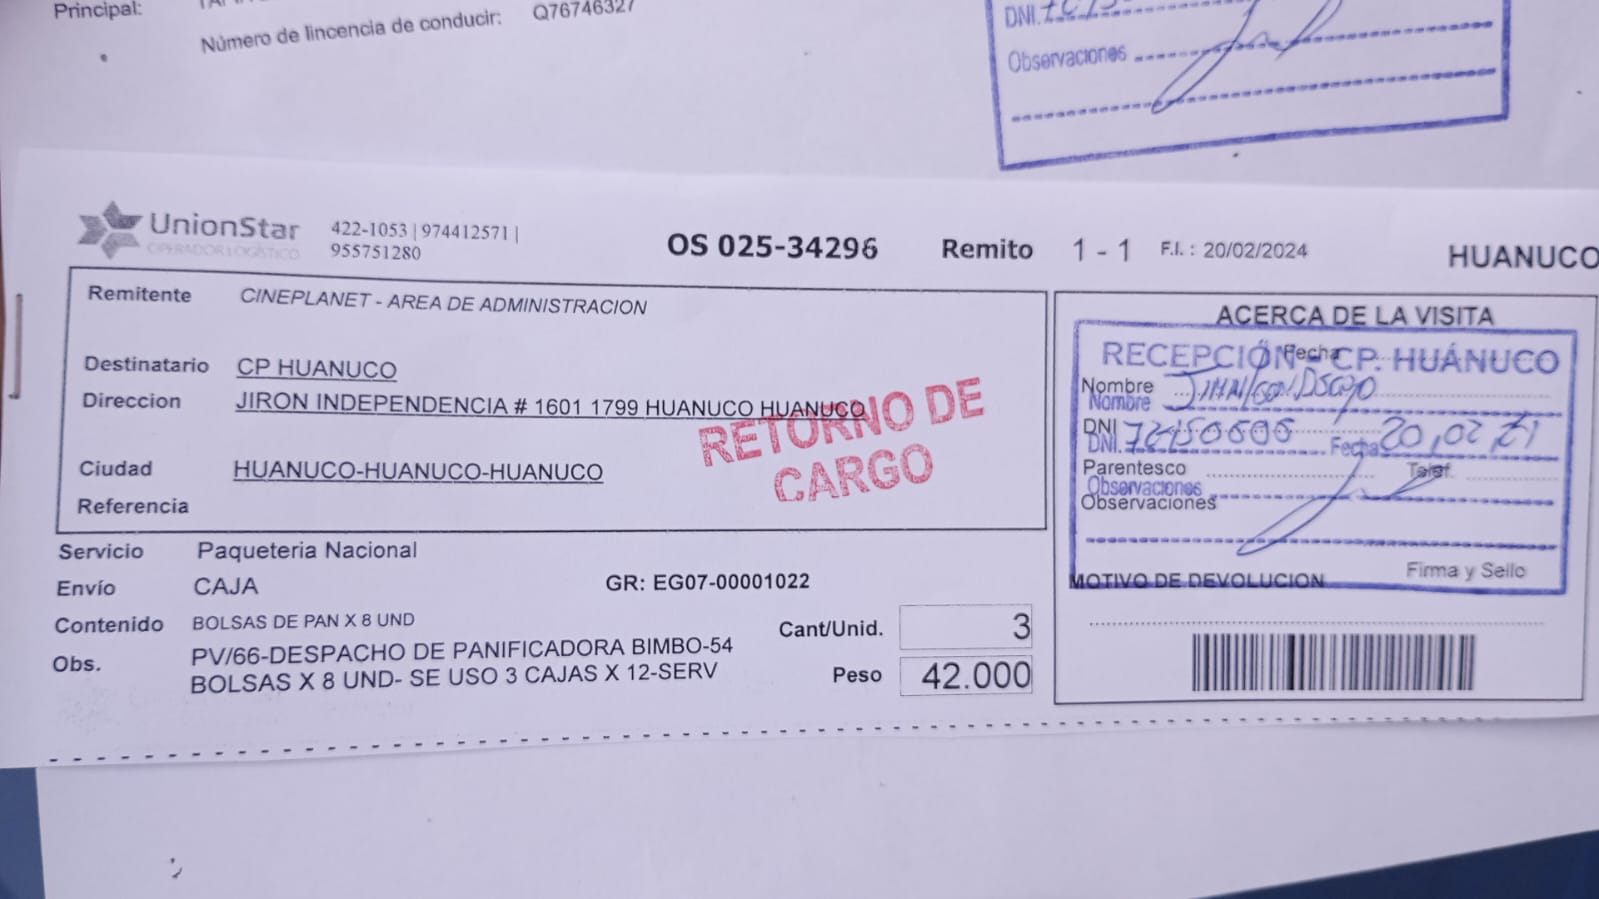 Principal:
Número de lincencia de conducir: Q76746327
DNI.
Observaciones
UnionStar
OPERADOR LOGÍSTICO
422-1053 | 974412571 |
955751280
OS 025-34296 Remito 1 - 1 F.I. : 20/02/2024 HUANUCO
Remitente CINEPLANET - AREA DE ADMINISTRACION
Destinatario CP HUANUCO
Direccion JIRON INDEPENDENCIA # 1601 1799 HUANUCO HUANUCO
Ciudad HUANUCO-HUANUCO-HUANUCO
Referencia
RETORNO DE
CARGO
Servicio Paqueteria Nacional
Envío CAJA GR: EG07-00001022
Contenido BOLSAS DE PAN X 8 UND
Cant/Unid. 3
Obs. PV/66-DESPACHO DE PANIFICADORA BIMBO-54
BOLSAS X 8 UND- SE USO 3 CAJAS X 12-SERV
Peso 42.000
ACERCA DE LA VISITA
Fecha
RECEPCIÓN - CP. HUÁNUCO
Nombre
Nombre
DNI
DNI. Fecha 20,02
Parentesco Telef.
Observaciones
Observaciones
Firma y Sello
MOTIVO DE DEVOLUCION